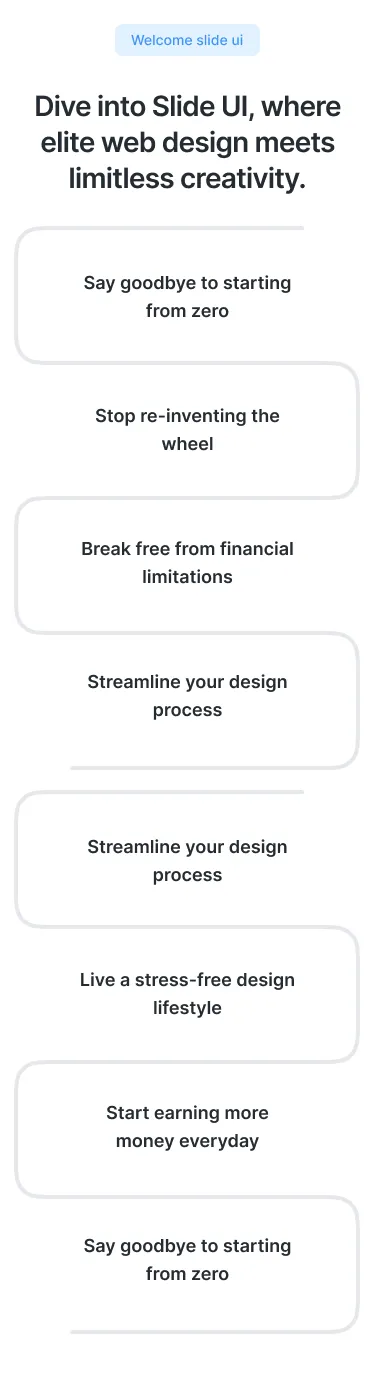 Welcome slide ui
Dive into Slide UI, where
elite web design meets
limitless creativity.
Say goodbye to starting
from zero
Stop re-inventing the
wheel
Break free from financial
limitations
Streamline your design
process
Streamline your design
process
Live a stress-free design
lifestyle
Start earning more
money everyday
Say goodbye to starting
from zero